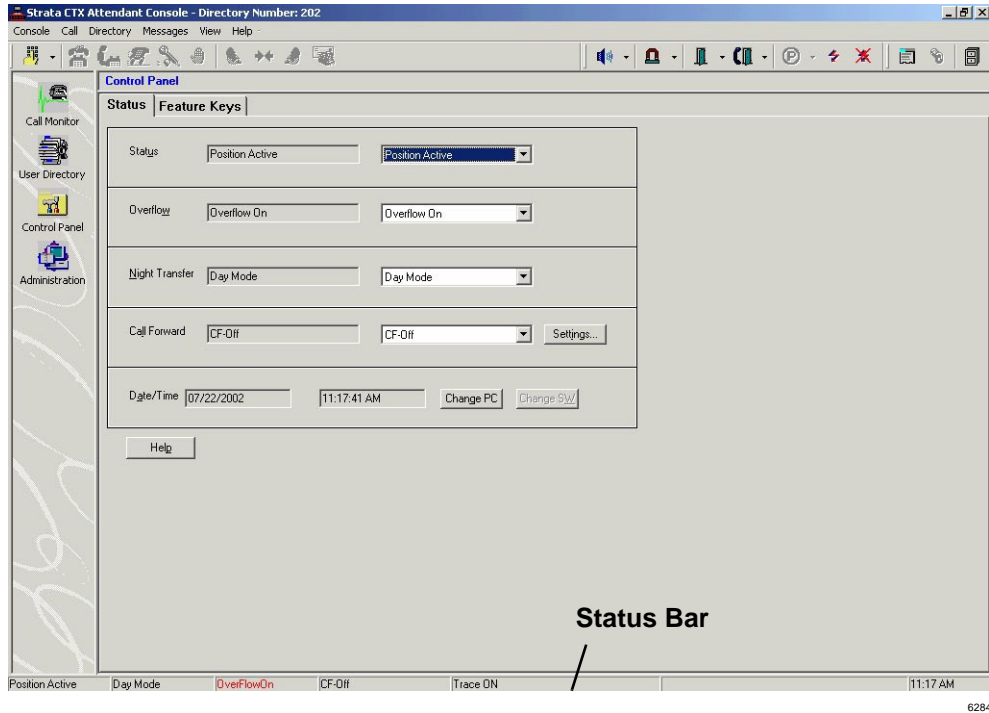 Strata CTX Attendant Console - Directory Number: 202
Console Call Directory Messages View Help
Control Panel
Status Feature Keys
Call Monitor
User Directory
Control Panel
Administration
Status Position Active Position Active
Overflow Overflow On Overflow On
Night Transfer Day Mode Day Mode
Call Forward CF-Off CF-Off Settings...
Date/Time 07/22/2002 11:17:41 AM Change PC Change SW
Help
Status Bar
Position Active Day Mode OverFlowOn CF-Off Trace ON 11:17 AM
6284